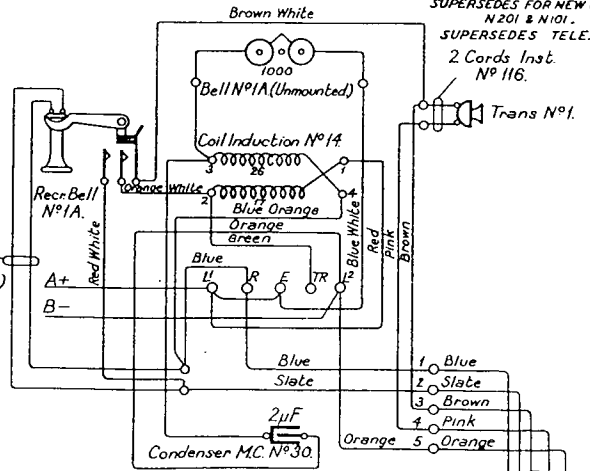 SUPERSEDES FOR NEW
N201 & N101.
SUPERSEDES TELE.
Brown White
2 Cords Inst.
Nº 116.
1000
Bell Nº1A (Unmounted)
Trans Nº1.
Coil Induction Nº 14.
3
26
1
Recr. Bell
Nº1A.
Orange White
2
17
4
Blue Orange
Orange
Green
Red White
Blue White
Red
Pink
Brown
Blue
A+
L1
R
E
TR
L2
B-
)
Blue
1
Blue
Slate
2
Slate
3
Brown
2µF
4
Pink
Condenser M.C. Nº30.
Orange
5
Orange